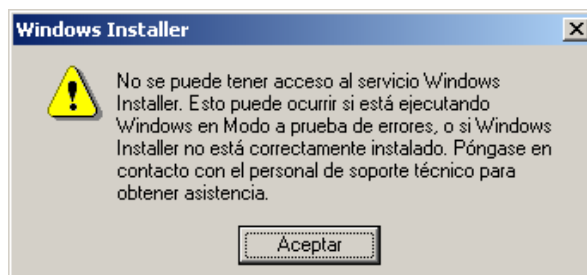 Windows Installer
No se puede tener acceso al servicio Windows
Installer. Esto puede ocurrir si está ejecutando
Windows en Modo a prueba de errores, o si Windows
Installer no está correctamente instalado. Póngase en
contacto con el personal de soporte técnico para
obtener asistencia.
Aceptar